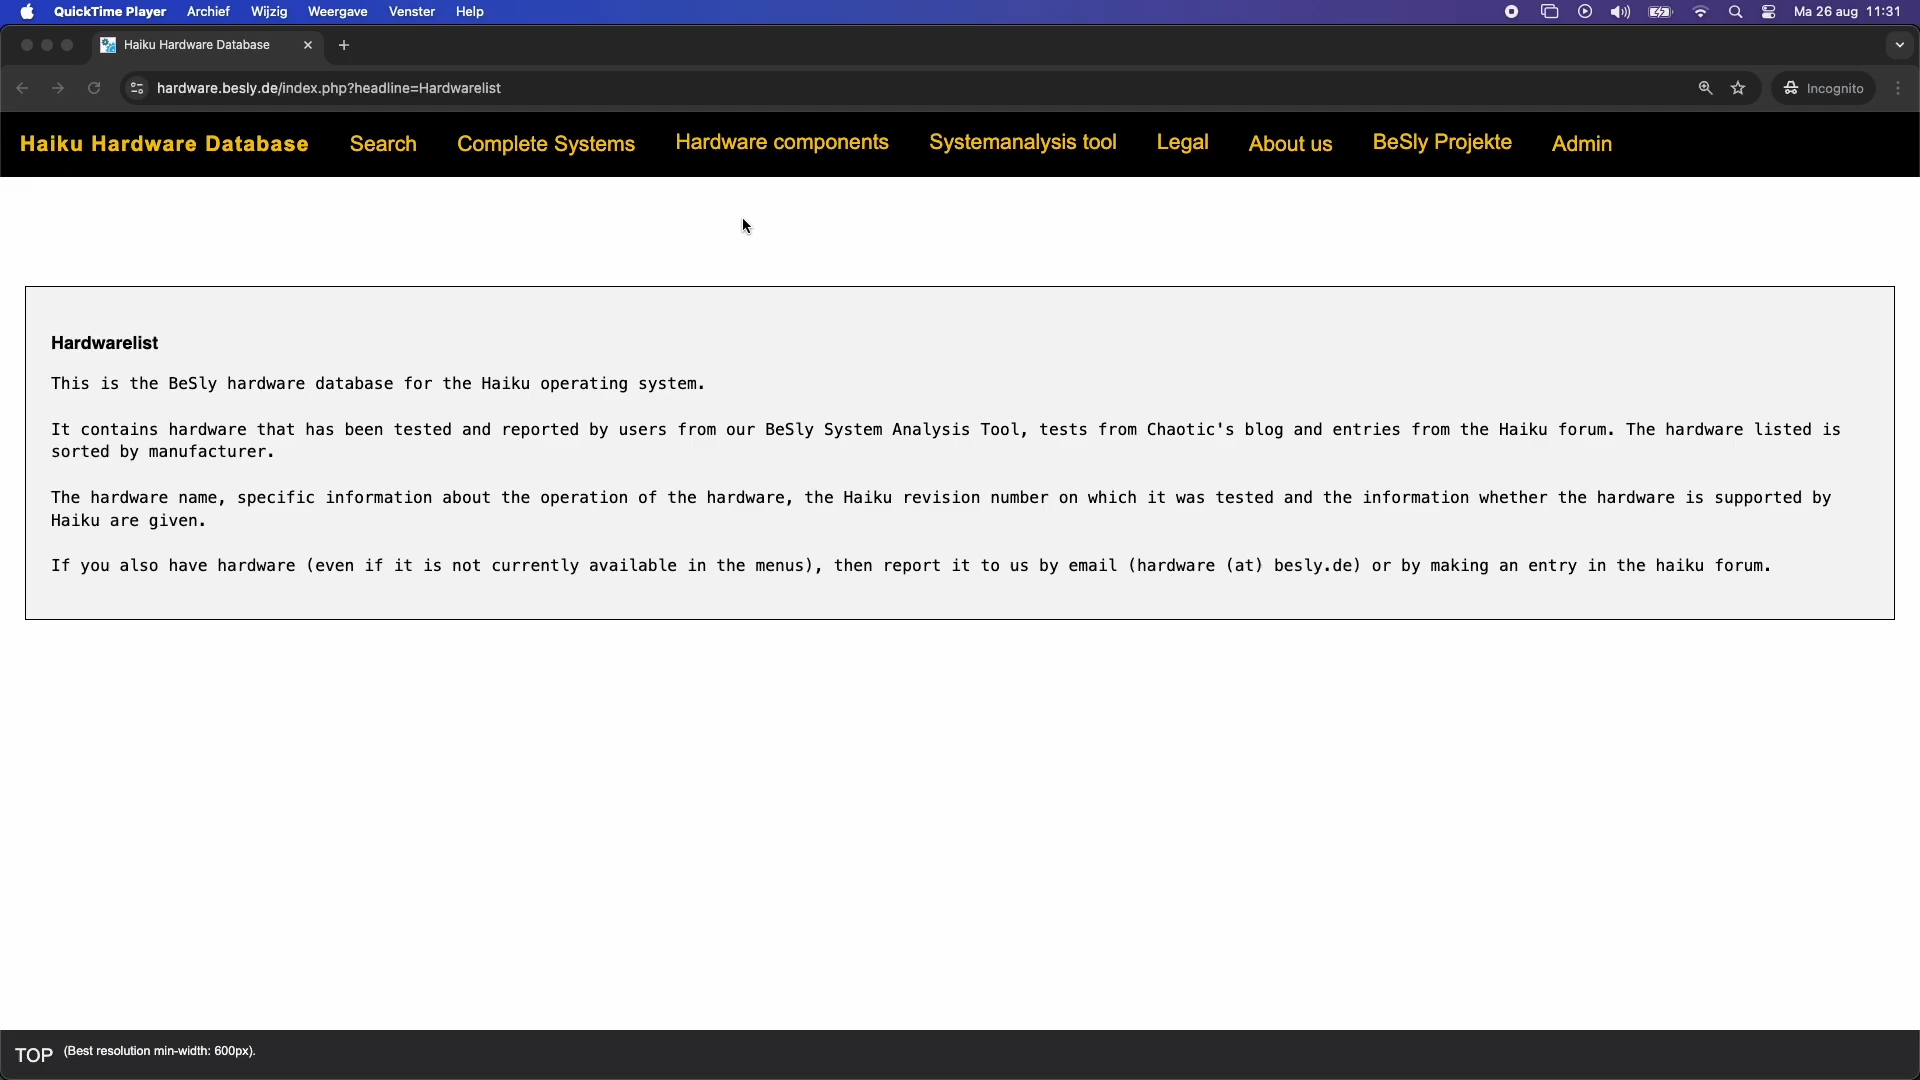 QuickTime Player Archief Wijzig Weergave Venster Help Ma 26 aug 11:31
Haiku Hardware Database
hardware.besly.de/index.php?headline=Hardwarelist Incognito
Haiku Hardware Database Search Complete Systems Hardware components Systemanalysis tool Legal About us BeSly Projekte Admin
Hardwarelist
This is the BeSly hardware database for the Haiku operating system.
It contains hardware that has been tested and reported by users from our BeSly System Analysis Tool, tests from Chaotic's blog and entries from the Haiku forum. The hardware listed is
sorted by manufacturer.
The hardware name, specific information about the operation of the hardware, the Haiku revision number on which it was tested and the information whether the hardware is supported by
Haiku are given.
If you also have hardware (even if it is not currently available in the menus), then report it to us by email (hardware (at) besly.de) or by making an entry in the haiku forum.
TOP (Best resolution min-width: 600px).